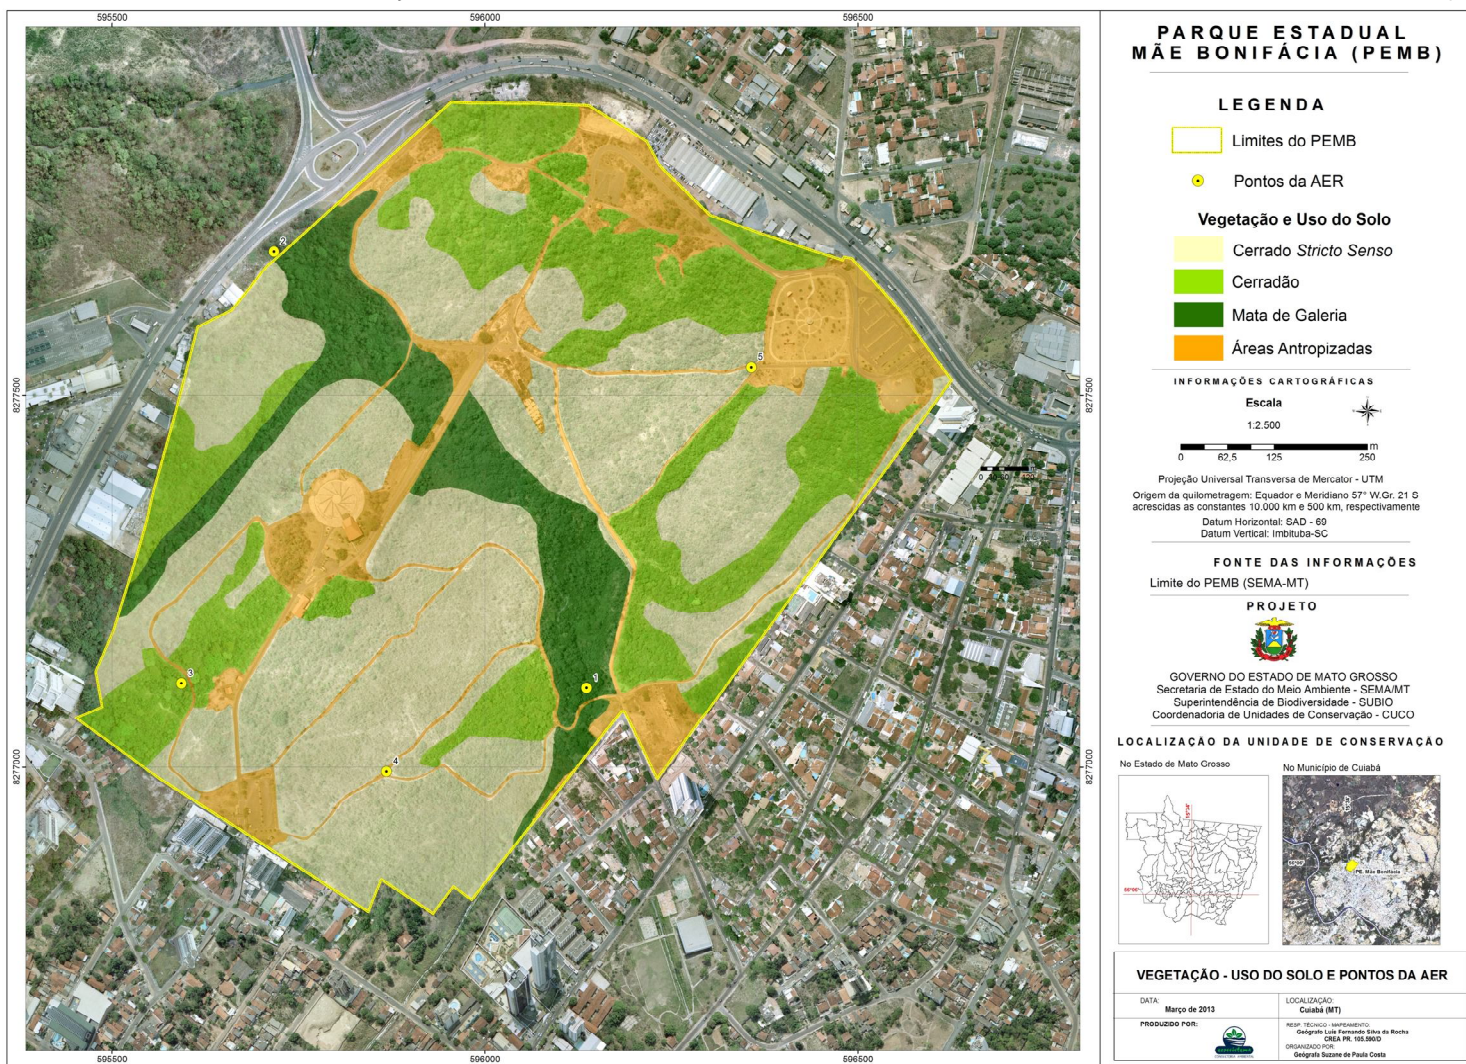 595500
596000
596500
8277500
8277000
8277500
8277000
595500
596000
596500
2
5
3
1
4
PARQUE ESTADUAL
MÃE BONIFÁCIA (PEMB)
LEGENDA
Limites do PEMB
Pontos da AER
Vegetação e Uso do Solo
Cerrado Stricto Senso
Cerradão
Mata de Galeria
Áreas Antropizadas
INFORMAÇÕES CARTOGRÁFICAS
Escala
1:2.500
m
0 62,5 125 250
Projeção Universal Transversa de Mercator - UTM
Origem da quilometragem: Equador e Meridiano 57° W.Gr. 21 S
acrescidas as constantes 10.000 km e 500 km, respectivamente
Datum Horizontal: SAD - 69
Datum Vertical: Imbituba-SC
FONTE DAS INFORMAÇÕES
Limite do PEMB (SEMA-MT)
PROJETO
GOVERNO DO ESTADO DE MATO GROSSO
Secretaria de Estado do Meio Ambiente - SEMA/MT
Superintendência de Biodiversidade - SUBIO
Coordenadoria de Unidades de Conservação - CUCO
LOCALIZAÇÃO DA UNIDADE DE CONSERVAÇÃO
No Estado de Mato Grosso
No Município de Cuiabá
PE. Mãe Bonifácia
VEGETAÇÃO - USO DO SOLO E PONTOS DA AER
DATA:
Março de 2013
LOCALIZAÇÃO:
Cuiabá (MT)
PRODUZIDO POR:
RESP. TÉCNICO - MAPEAMENTO:
Geógrafo Luis Fernando Silva da Rocha
CREA PR. 105.590/D
ORGANIZADO POR:
Geógrafa Suzane de Paula Costa